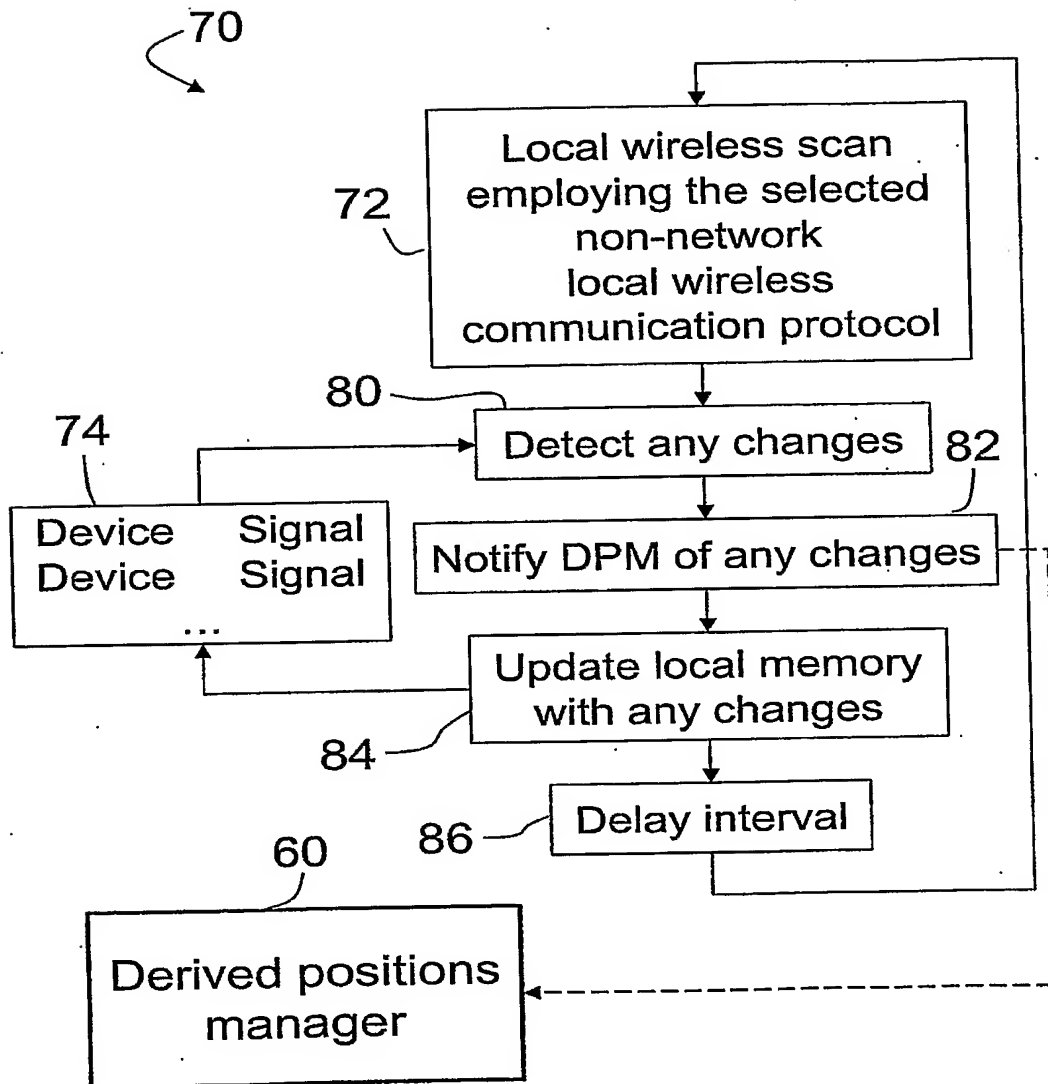 70
72
Local wireless scan
employing the selected
non-network
local wireless
communication protocol
80
Detect any changes
74
Device Signal
Device Signal
...
82
Notify DPM of any changes
Update local memory
with any changes
84
86
Delay interval
60
Derived positions
manager